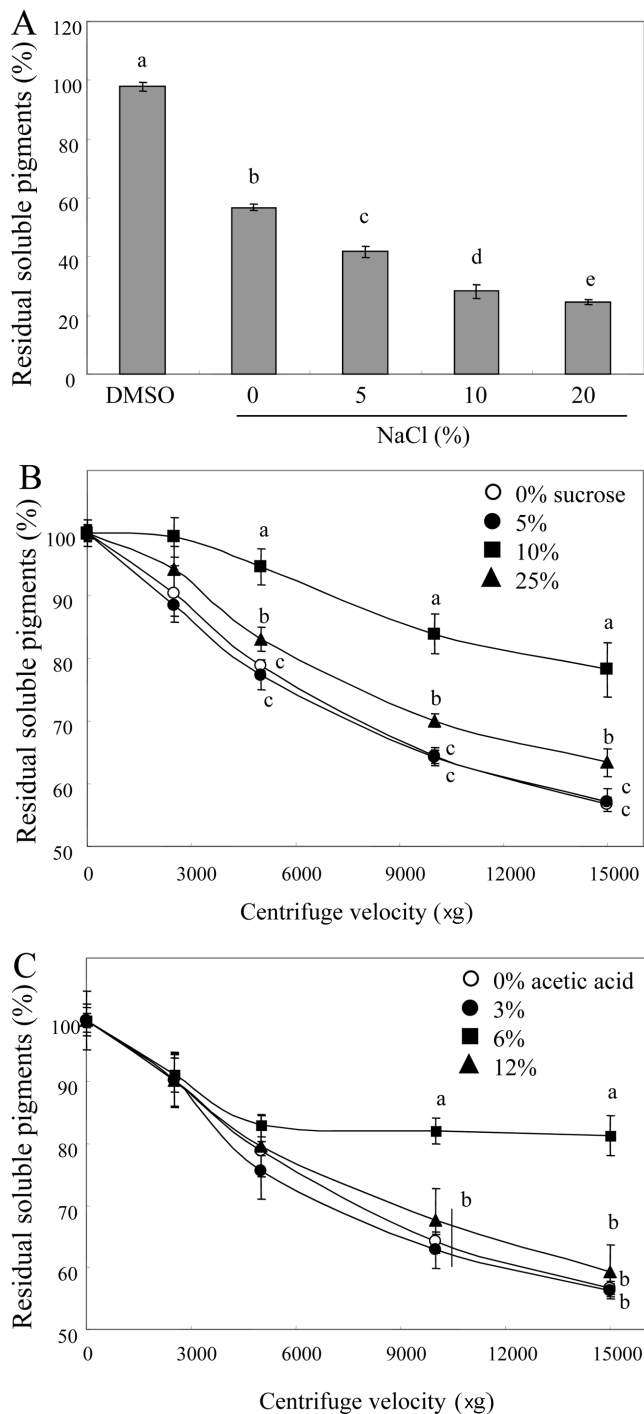 A
Residual soluble pigments (%)
120
a
100
80
b
60
c
40
d
e
20
0
DMSO 0 5 10 20
NaCl (%)
B
Residual soluble pigments (%)
0% sucrose
5%
10%
25%
100
a
90
a
b
a
80
c
c
70
b
b
c
c
60
c
c
50
0 3000 6000 9000 12000 15000
Centrifuge velocity (×g)
C
Residual soluble pigments (%)
0% acetic acid
3%
6%
12%
100
a
a
90
80
70
b
b
60
b
b
50
0 3000 6000 9000 12000 15000
Centrifuge velocity (×g)